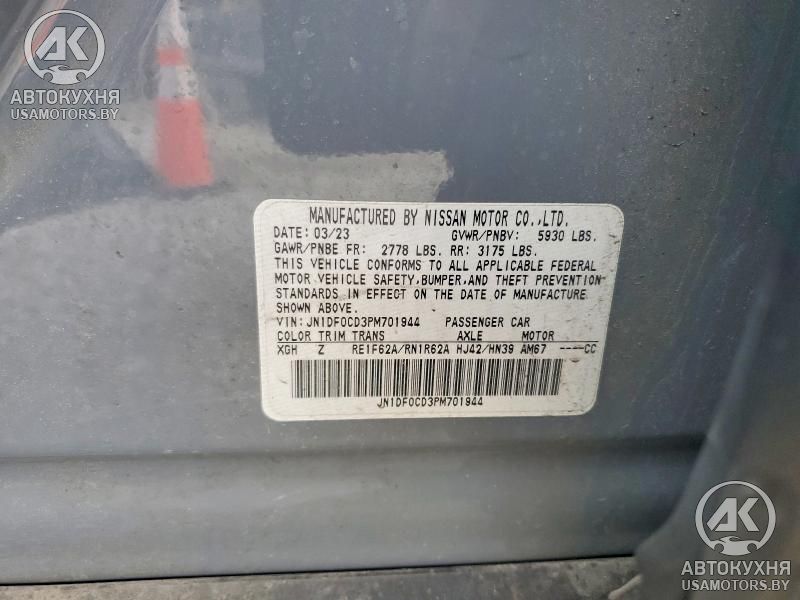 AK
АВТОКУХНЯ
USAMOTORS.BY
MANUFACTURED BY NISSAN MOTOR CO.,LTD.
DATE: 03/23 GVWR/PNBV: 5930 LBS.
GAWR/PNBE FR: 2778 LBS. RR: 3175 LBS.
THIS VEHICLE CONFORMS TO ALL APPLICABLE FEDERAL
MOTOR VEHICLE SAFETY,BUMPER,AND THEFT PREVENTION
STANDARDS IN EFFECT ON THE DATE OF MANUFACTURE
SHOWN ABOVE.
VIN: JN1DF0CD3PM701944 PASSENGER CAR
COLOR TRIM TRANS AXLE MOTOR
XGH Z RE1F62A/RN1R62A HJ42/HN39 AM67 ----CC
JN1DF0CD3PM701944
AK
АВТОКУХНЯ
USAMOTORS.BY